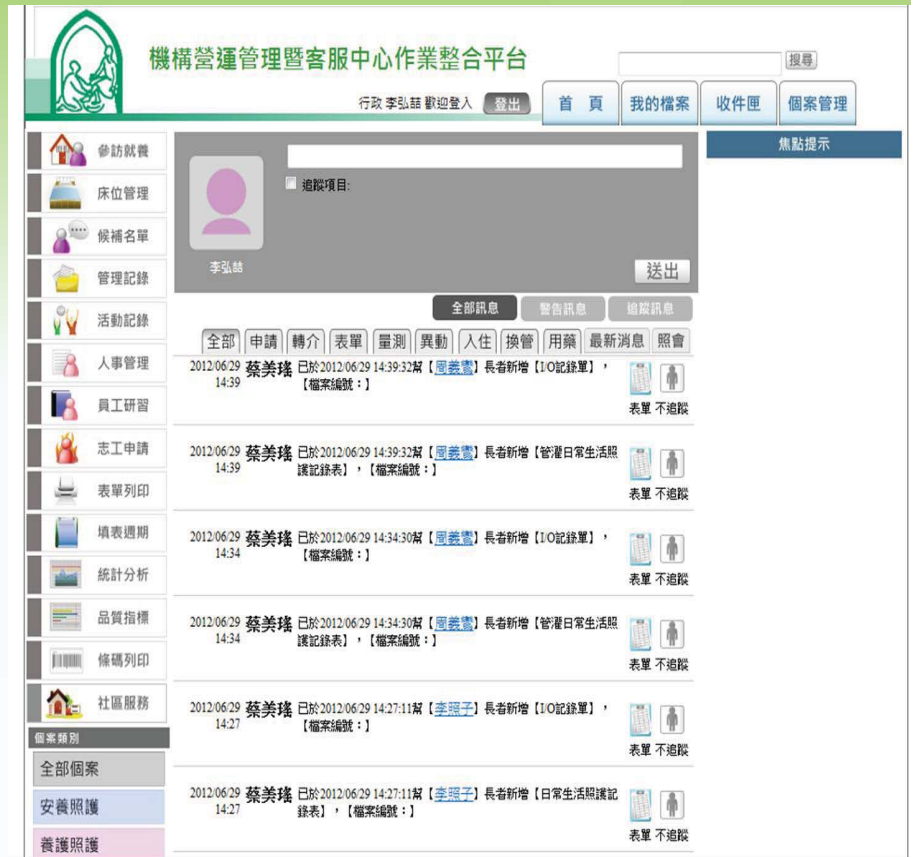 機構營運管理暨客服中心作業整合平台
搜尋
行政 李弘喆 歡迎登入 登出 首 頁 我的檔案 收件匣 個案管理
參訪就養
床位管理
候補名單
管理記錄
活動記錄
人事管理
員工研習
志工申請
表單列印
填表週期
統計分析
品質指標
條碼列印
社區服務
個案類別
全部個案
安養照護
養護照護
追蹤項目:
李弘喆
送出
全部訊息 警告訊息 追蹤訊息
全部 申請 轉介 表單 量測 異動 入住 換管 用藥 最新消息 照會
2012/06/29 蔡美瑤 已於2012/06/29 14:39:32幫【周義鸞】長者新增【I/O記錄單】，
14:39 【檔案編號：】
表單 不追蹤
2012/06/29 蔡美瑤 已於2012/06/29 14:39:32幫【周義鸞】長者新增【管灌日常生活照
14:39 護記錄表】，【檔案編號：】
表單 不追蹤
2012/06/29 蔡美瑤 已於2012/06/29 14:34:30幫【周義鸞】長者新增【I/O記錄單】，
14:34 【檔案編號：】
表單 不追蹤
2012/06/29 蔡美瑤 已於2012/06/29 14:34:30幫【周義鸞】長者新增【管灌日常生活照
14:34 護記錄表】，【檔案編號：】
表單 不追蹤
2012/06/29 蔡美瑤 已於2012/06/29 14:27:11幫【李照子】長者新增【I/O記錄單】，
14:27 【檔案編號：】
表單 不追蹤
2012/06/29 蔡美瑤 已於2012/06/29 14:27:11幫【李照子】長者新增【日常生活照護記
14:27 錄表】，【檔案編號：】
表單 不追蹤
焦點提示